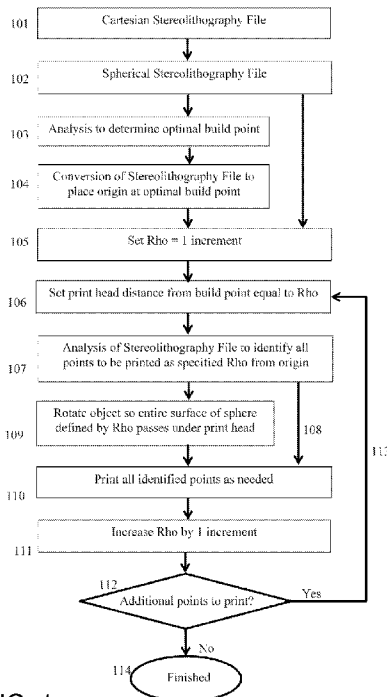 101
Cartesian Stereolithography File
102
Spherical Stereolithography File
103
Analysis to determine optimal build point
104
Conversion of Stereolithography File to
place origin at optimal build point
105
Set Rho = 1 increment
106
Set print head distance from build point equal to Rho
107
Analysis of Stereolithography File to identify all
points to be printed as specified Rho from origin
108
109
Rotate object so entire surface of sphere
defined by Rho passes under print head
110
Print all identified points as needed
111
Increase Rho by 1 increment
112
Additional points to print?
Yes
113
No
114
Finished